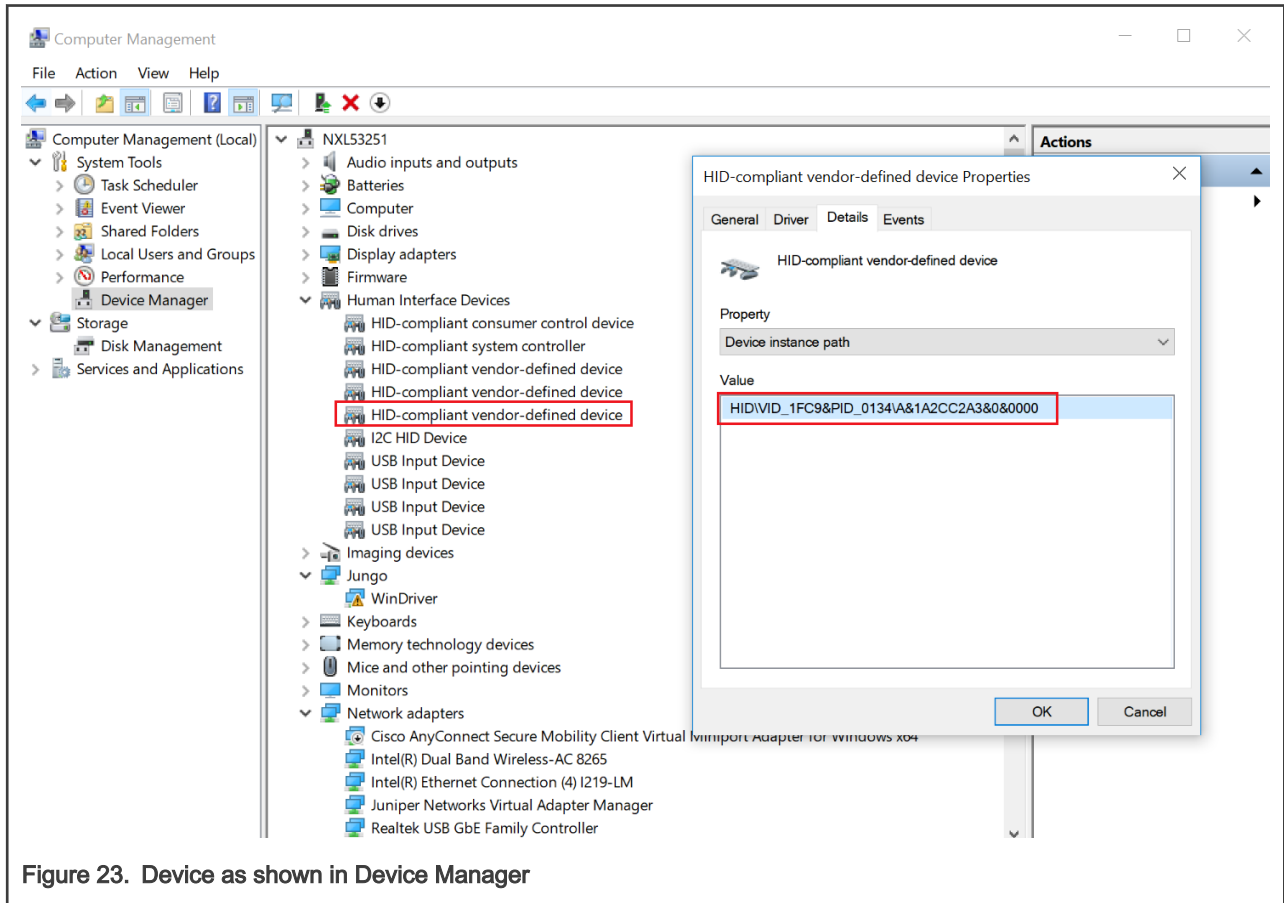 Computer Management
File Action View Help
Computer Management (Local)
System Tools
Task Scheduler
Event Viewer
Shared Folders
Local Users and Groups
Performance
Device Manager
Storage
Disk Management
Services and Applications
NXL53251
Audio inputs and outputs
Batteries
Computer
Disk drives
Display adapters
Firmware
Human Interface Devices
HID-compliant consumer control device
HID-compliant system controller
HID-compliant vendor-defined device
HID-compliant vendor-defined device
HID-compliant vendor-defined device
I2C HID Device
USB Input Device
USB Input Device
USB Input Device
USB Input Device
Imaging devices
Jungo
WinDriver
Keyboards
Memory technology devices
Mice and other pointing devices
Monitors
Network adapters
Cisco AnyConnect Secure Mobility Client Virtual Miniport Adapter for Windows x64
Intel(R) Dual Band Wireless-AC 8265
Intel(R) Ethernet Connection (4) I219-LM
Juniper Networks Virtual Adapter Manager
Realtek USB GbE Family Controller
Actions
HID-compliant vendor-defined device Properties
General Driver Details Events
HID-compliant vendor-defined device
Property
Device instance path
Value
HID\VID_1FC9&PID_0134\A&1A2CC2A3&0&0000
OK Cancel
Figure 23. Device as shown in Device Manager